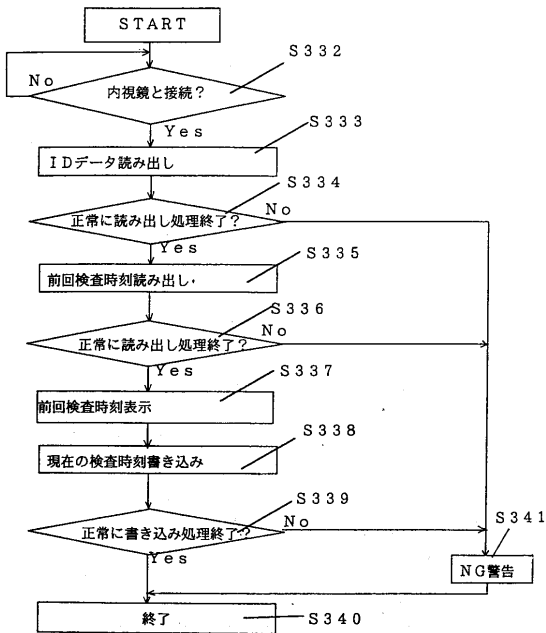 START
S332
No
内視鏡と接続?
Yes
S333
IDデータ読み出し
S334
正常に読み出し処理終了?
No
Yes
S335
前回検査時刻読み出し
S336
正常に読み出し処理終了?
No
Yes
S337
前回検査時刻表示
S338
現在の検査時刻書き込み
S339
正常に書き込み処理終了?
No
Yes
S341
NG警告
終了
S340